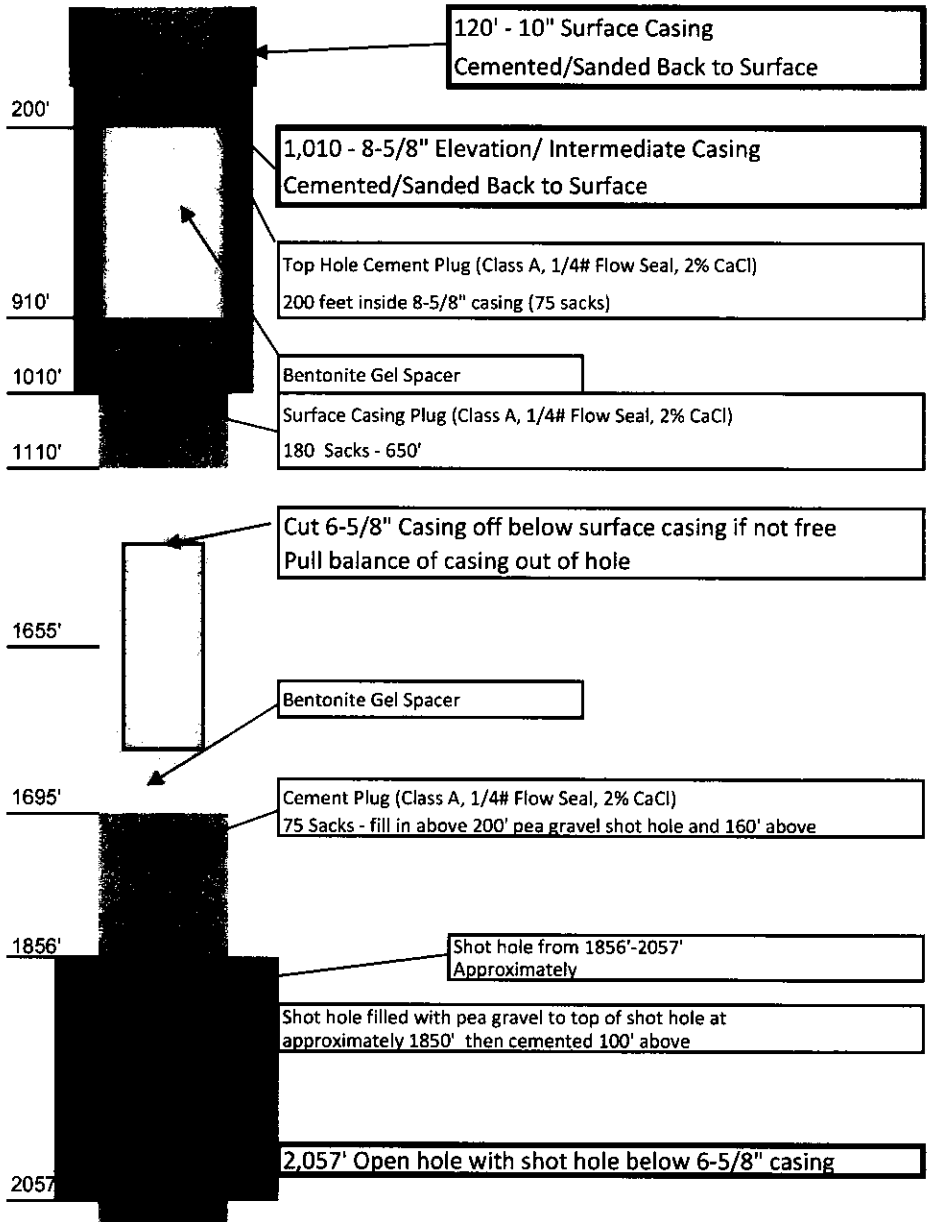 120' - 10" Surface Casing
Cemented/Sanded Back to Surface
200'
1,010 - 8-5/8" Elevation/ Intermediate Casing
Cemented/Sanded Back to Surface
Top Hole Cement Plug (Class A, 1/4# Flow Seal, 2% CaCl)
200 feet inside 8-5/8" casing (75 sacks)
910'
1010'
Bentonite Gel Spacer
Surface Casing Plug (Class A, 1/4# Flow Seal, 2% CaCl)
180 Sacks - 650'
1110'
Cut 6-5/8" Casing off below surface casing if not free
Pull balance of casing out of hole
1655'
Bentonite Gel Spacer
1695'
Cement Plug (Class A, 1/4# Flow Seal, 2% CaCl)
75 Sacks - fill in above 200' pea gravel shot hole and 160' above
1856'
Shot hole from 1856'-2057'
Approximately
Shot hole filled with pea gravel to top of shot hole at
approximately 1850' then cemented 100' above
2,057' Open hole with shot hole below 6-5/8" casing
2057